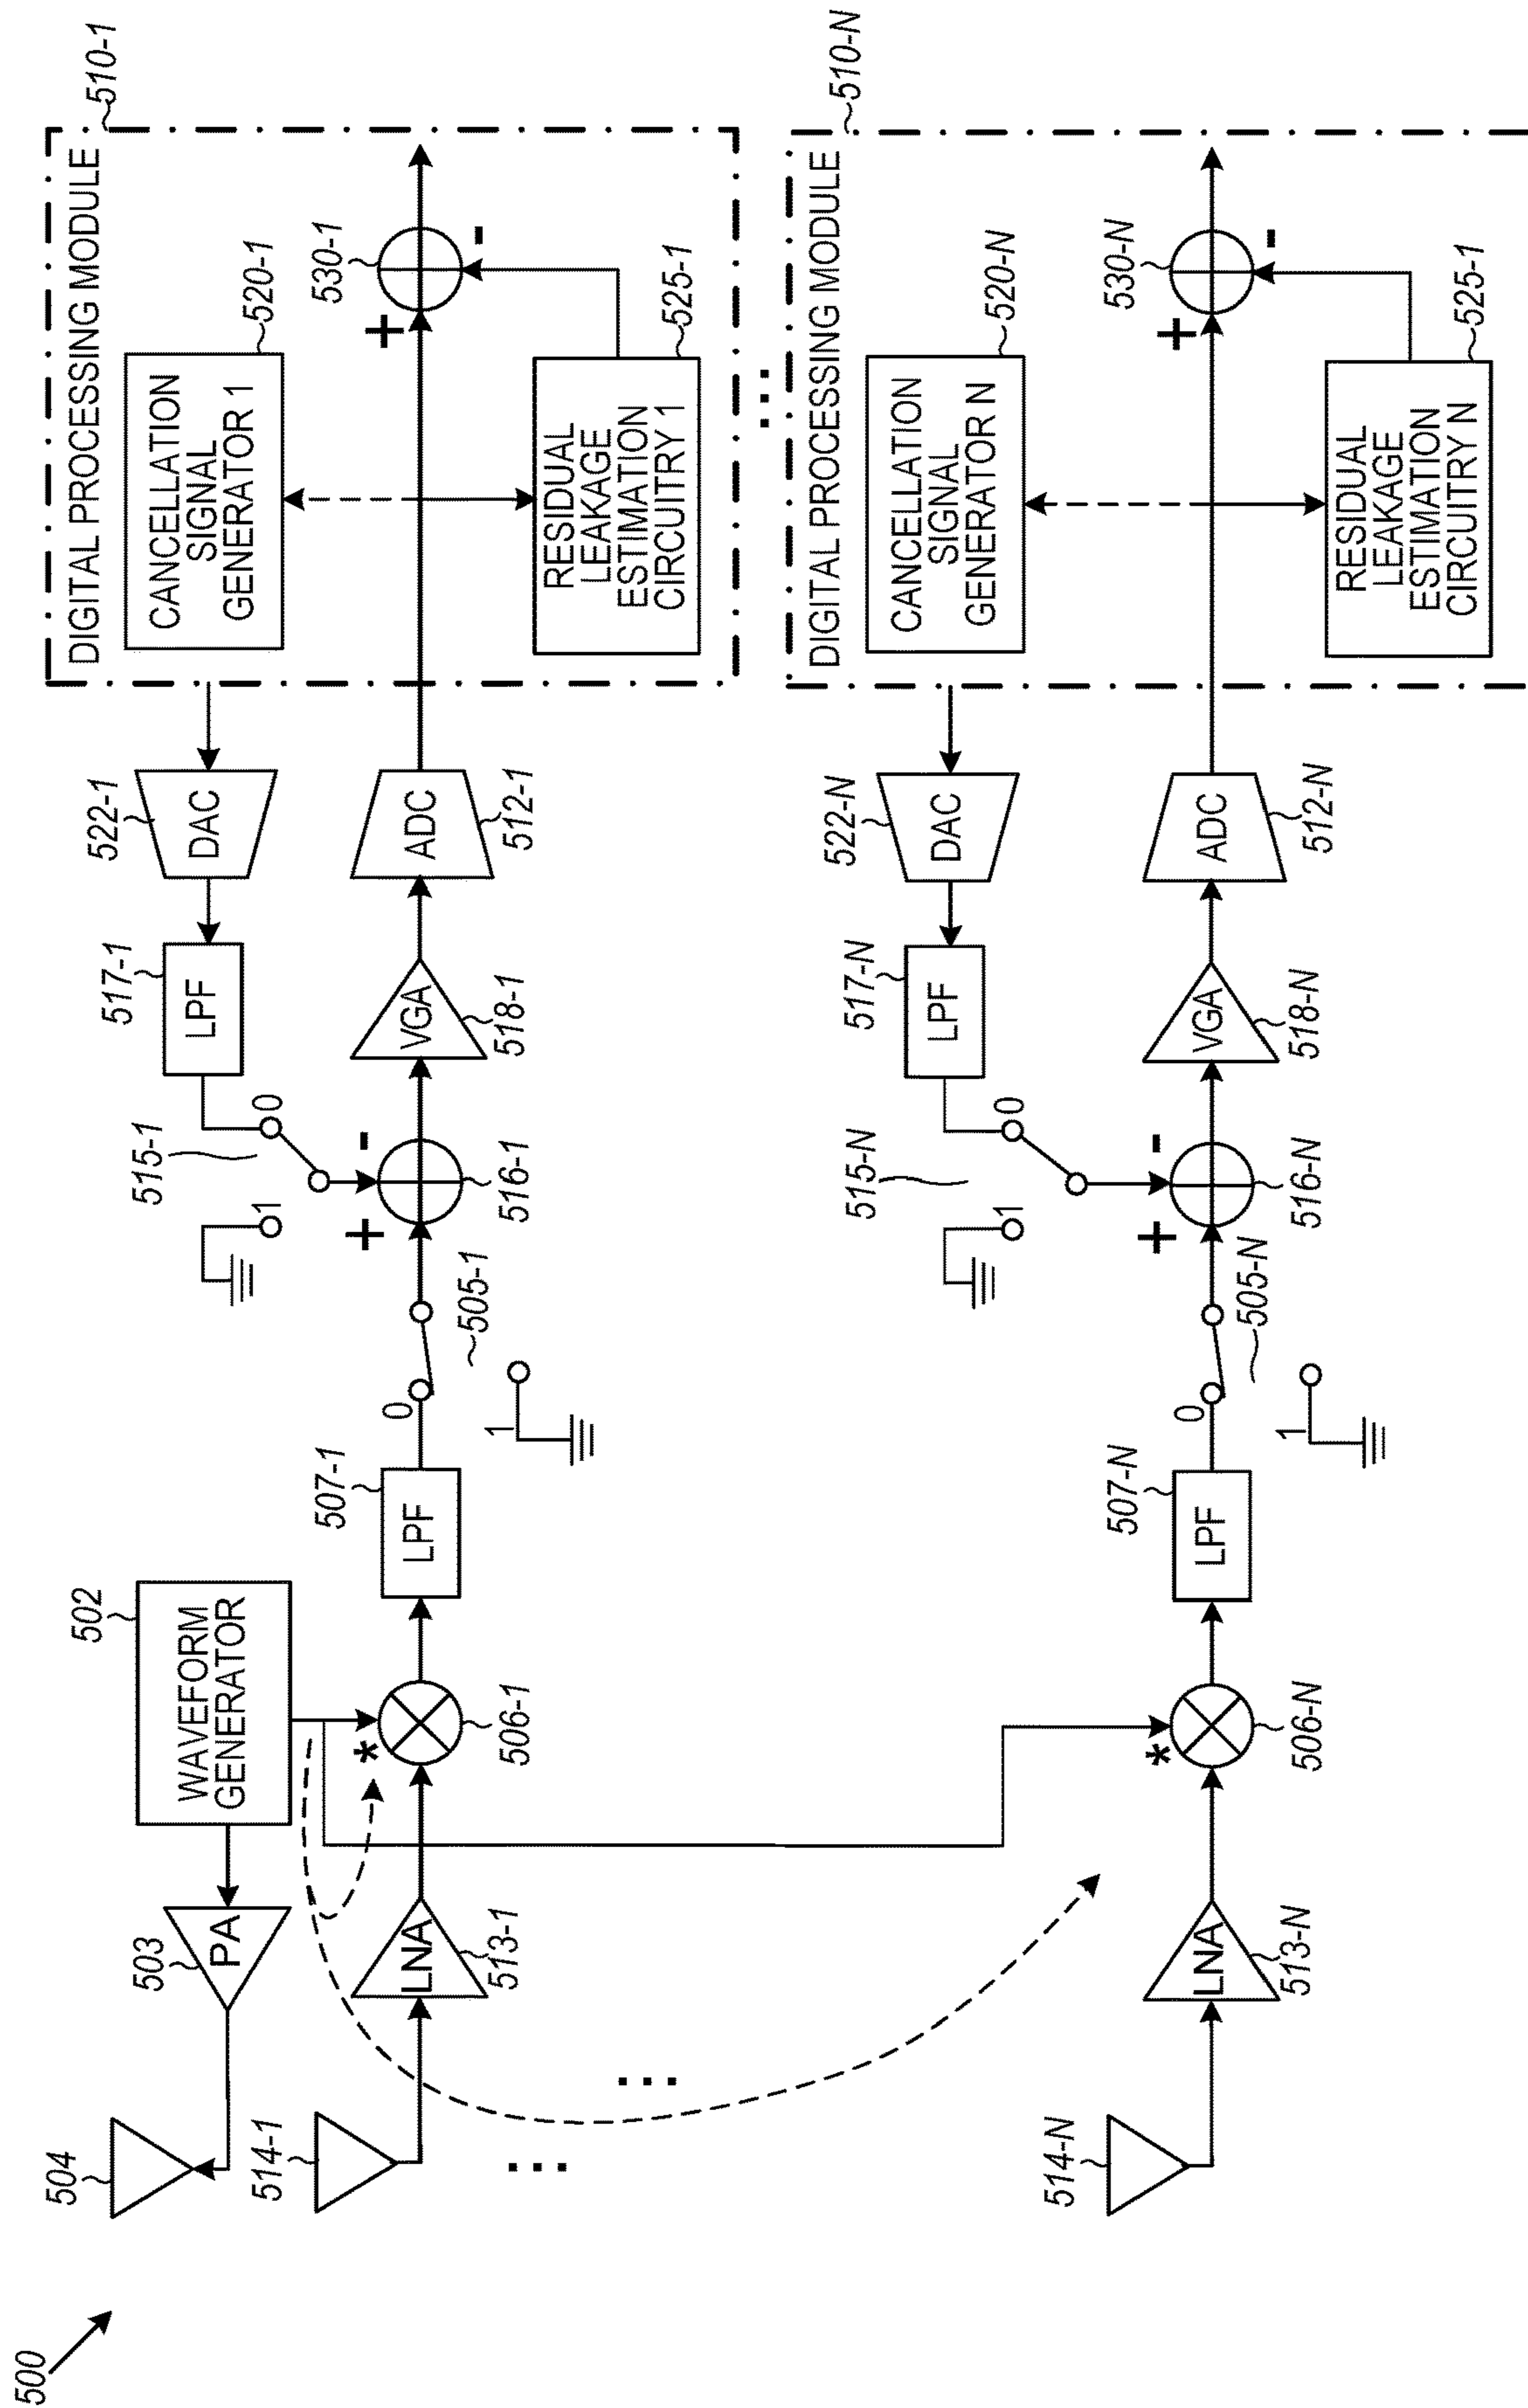 500
504
503
PA
502
WAVEFORM
GENERATOR
514-1
LNA
513-1
*
506-1
507-1
LPF
0
1
505-1
515-1
1
0
+
-
516-1
517-1
LPF
522-1
DAC
VGA
518-1
ADC
512-1
510-1
DIGITAL PROCESSING MODULE
CANCELLATION
SIGNAL
GENERATOR 1
520-1
530-1
+
-
RESIDUAL
LEAKAGE
ESTIMATION
CIRCUITRY 1
525-1
...
...
...
514-N
LNA
513-N
*
506-N
507-N
LPF
0
1
505-N
515-N
1
0
+
-
516-N
517-N
LPF
522-N
DAC
VGA
518-N
ADC
512-N
510-N
DIGITAL PROCESSING MODULE
CANCELLATION
SIGNAL
GENERATOR N
520-N
530-N
+
-
RESIDUAL
LEAKAGE
ESTIMATION
CIRCUITRY N
525-1